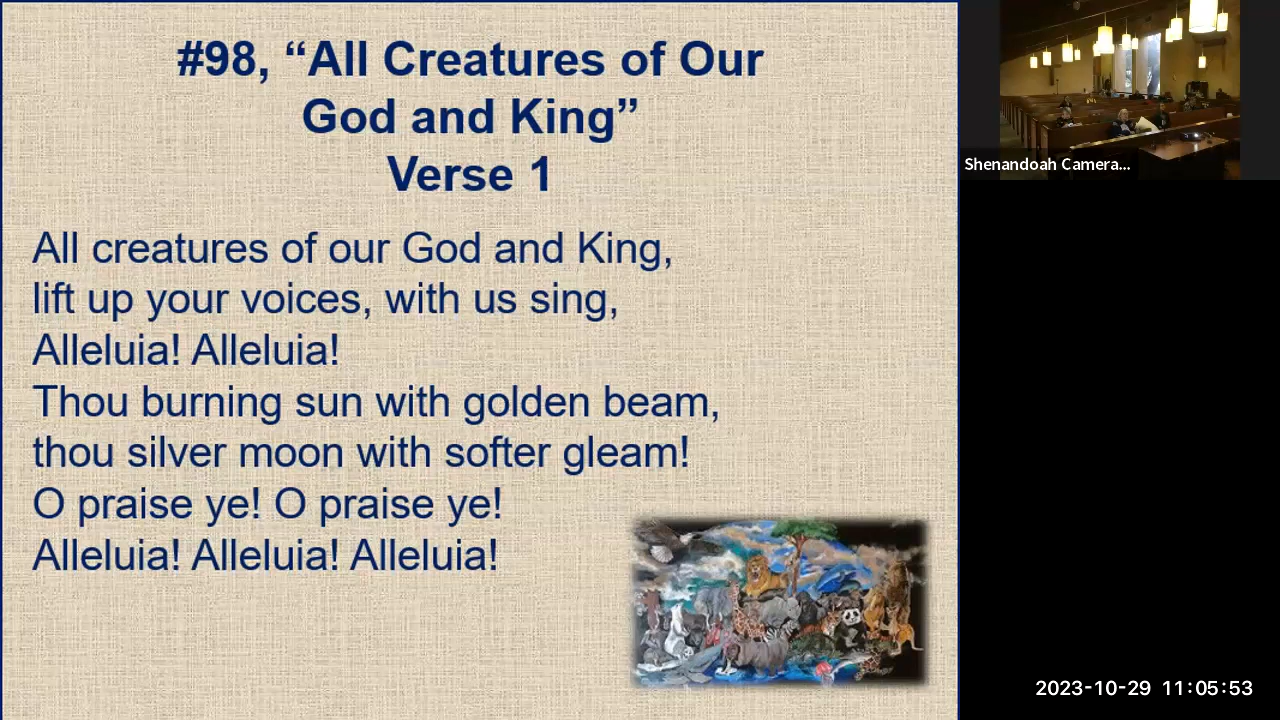 #98, “All Creatures of Our
God and King”
Verse 1
All creatures of our God and King,
lift up your voices, with us sing,
Alleluia! Alleluia!
Thou burning sun with golden beam,
thou silver moon with softer gleam!
O praise ye! O praise ye!
Alleluia! Alleluia! Alleluia!
Shenandoah Camera...
2023-10-29 11:05:53